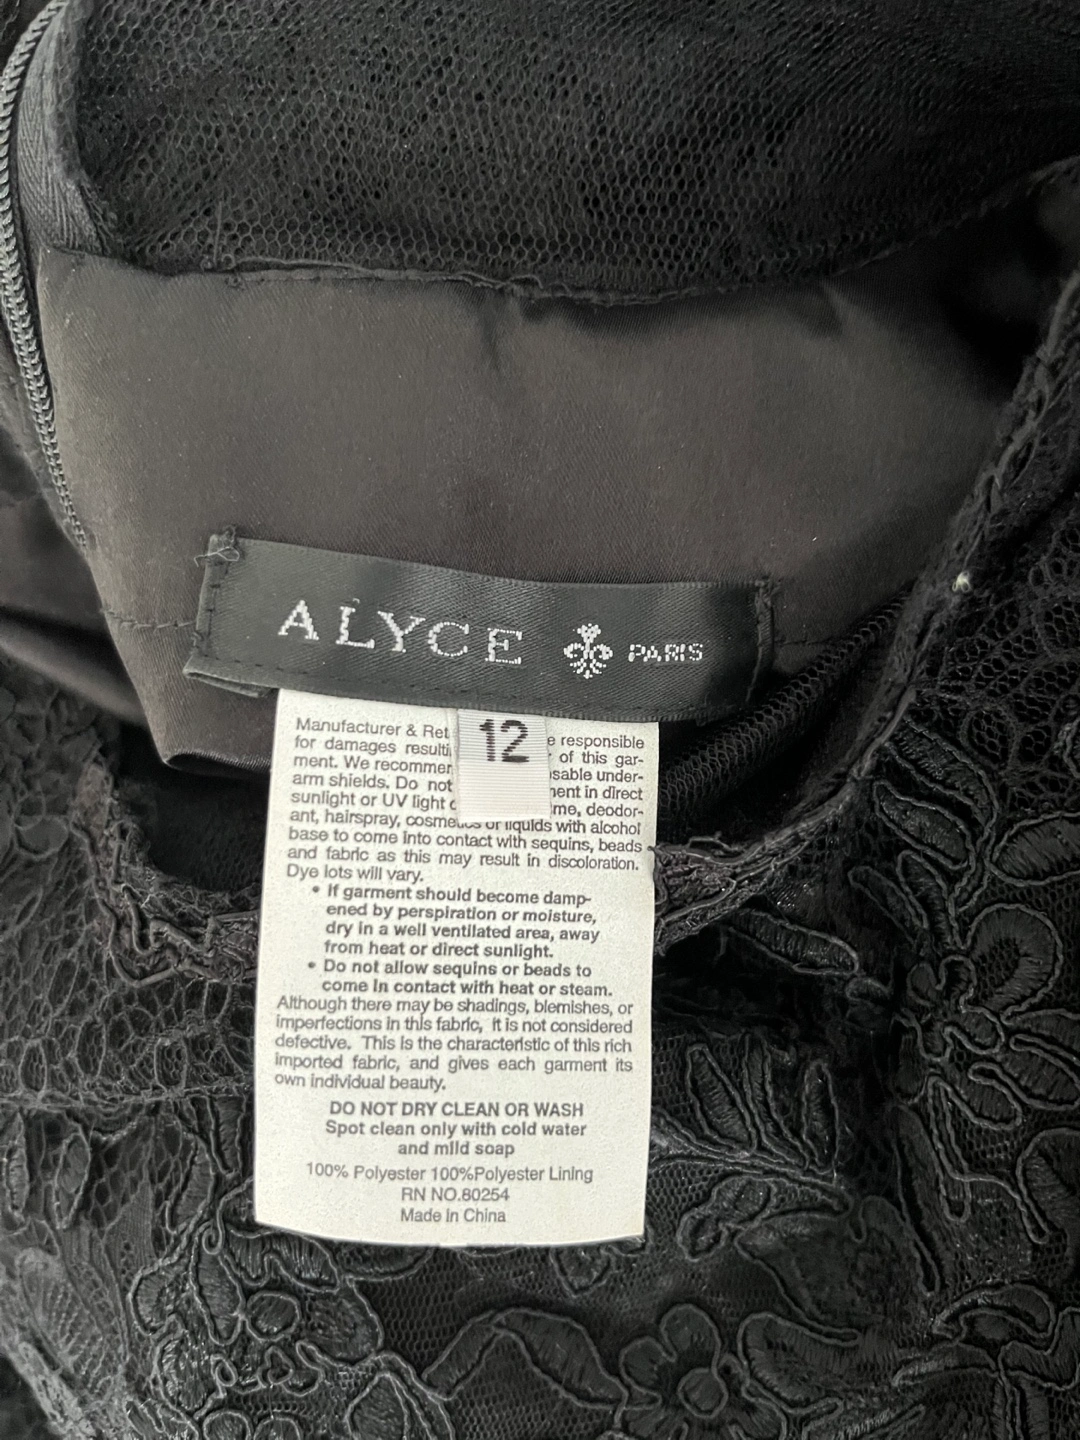 ALYCE PARIS
12
Manufacturer & Ret e responsible
for damages resulti of this gar-
ment. We recommen sable under-
arm shields. Do not ent in direct
sunlight or UV light me, deodor-
ant, hairspray, cosmetics or liquids with alcohol
base to come into contact with sequins, beads
and fabric as this may result in discoloration.
Dye lots will vary.
• If garment should become damp-
ened by perspiration or moisture,
dry in a well ventilated area, away
from heat or direct sunlight.
• Do not allow sequins or beads to
come in contact with heat or steam.
Although there may be shadings, blemishes, or
imperfections in this fabric, it is not considered
defective. This is the characteristic of this rich
imported fabric, and gives each garment its
own individual beauty.
DO NOT DRY CLEAN OR WASH
Spot clean only with cold water
and mild soap
100% Polyester 100%Polyester Lining
RN NO.80254
Made In China